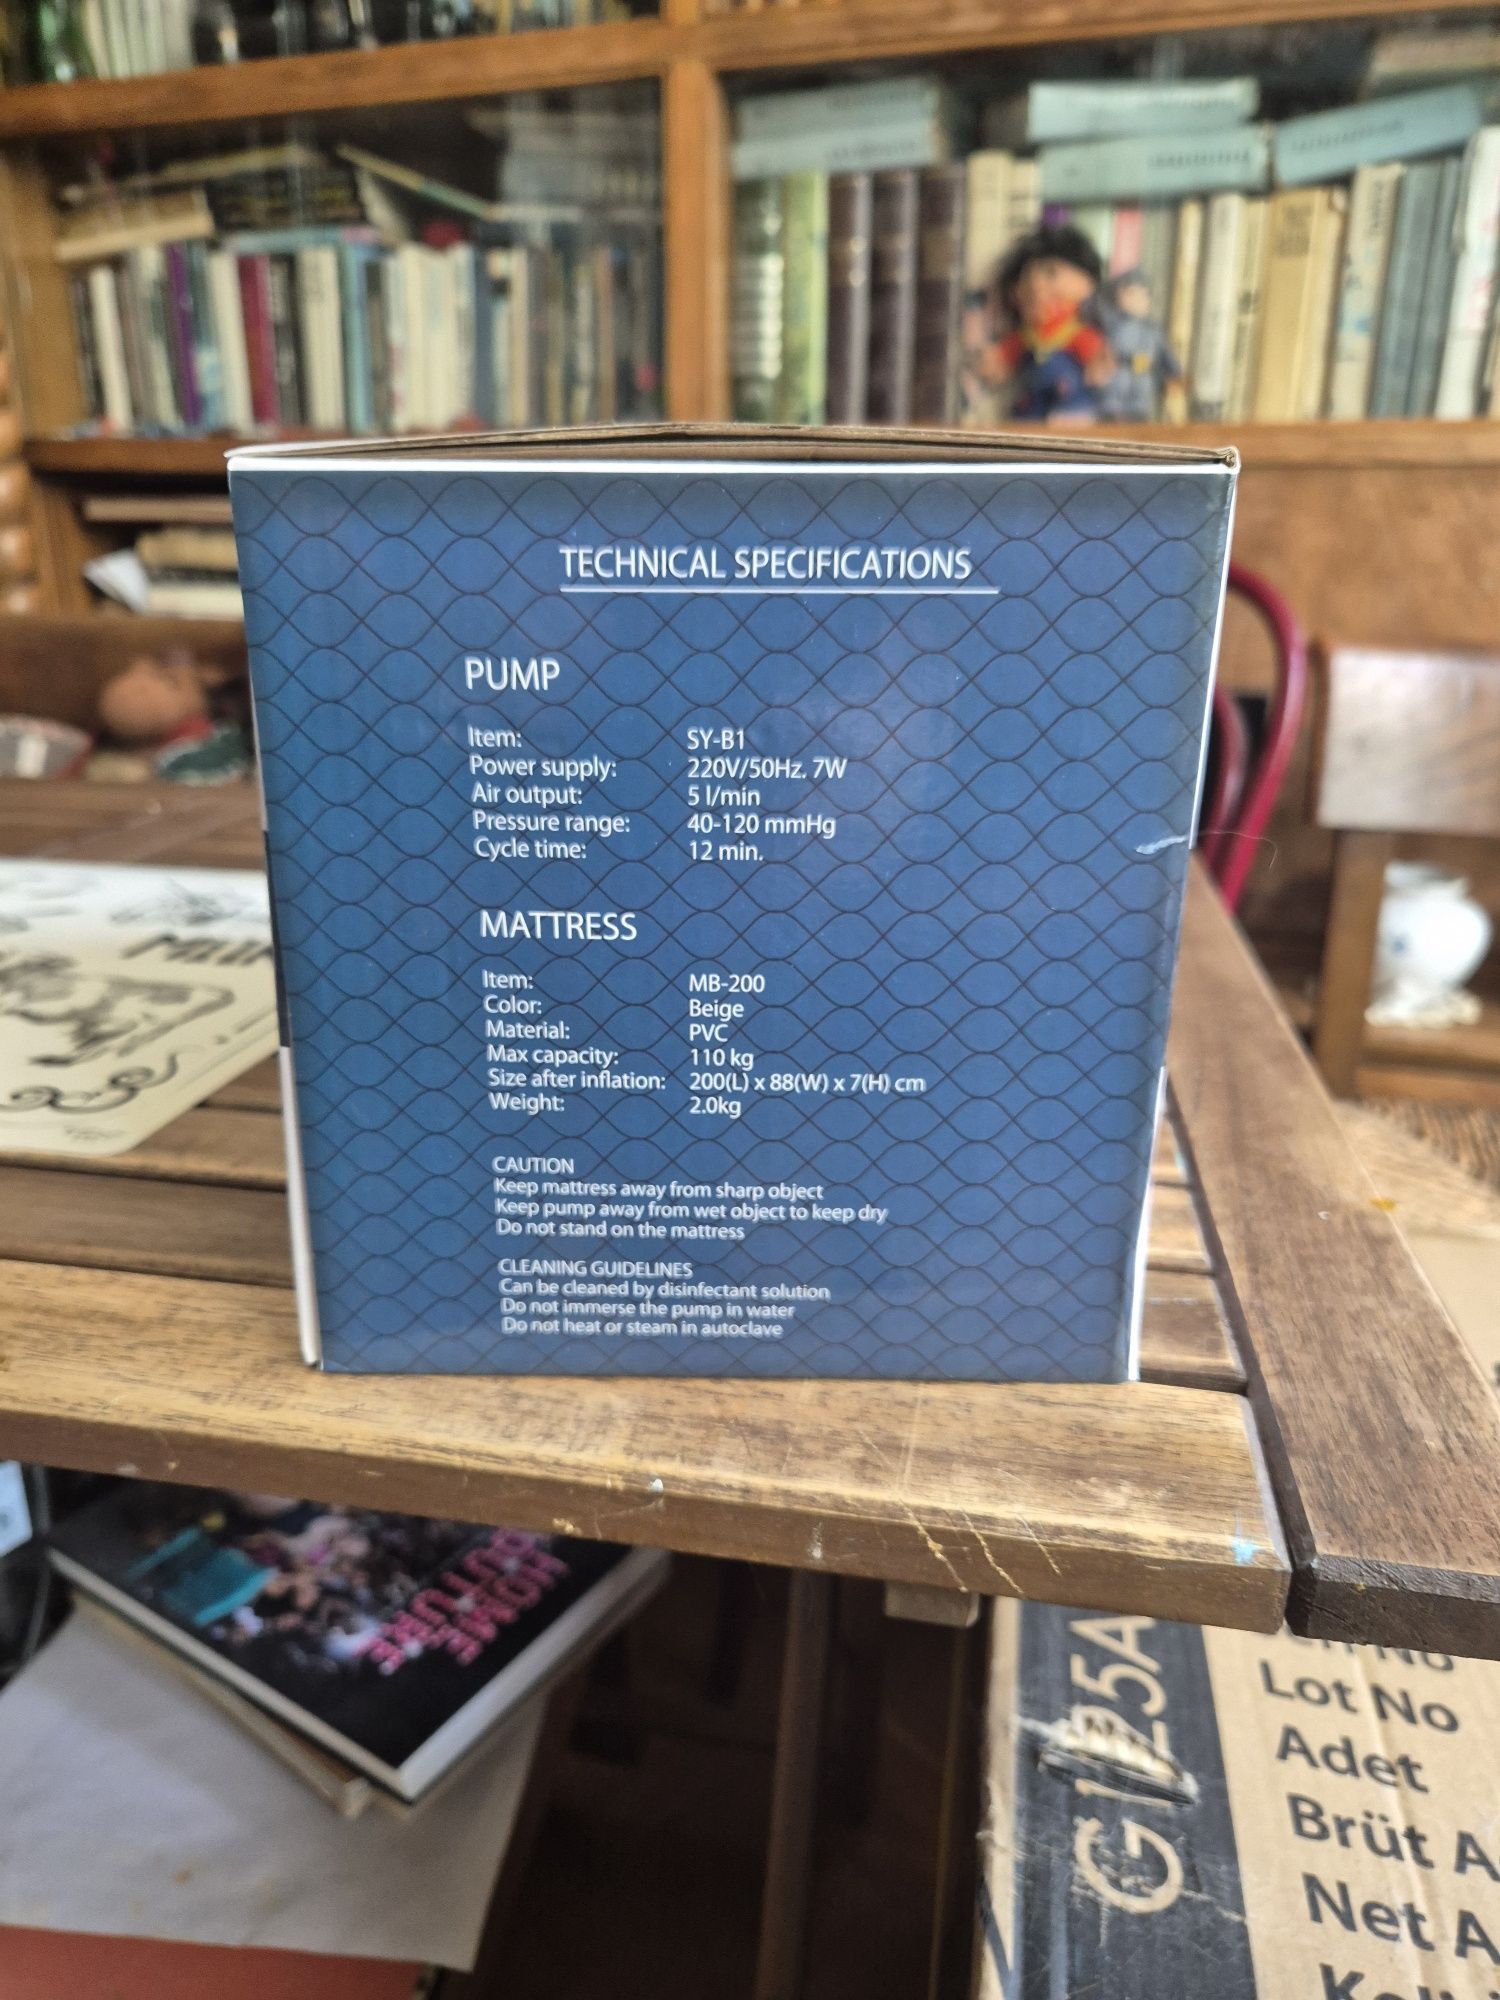 TECHNICAL SPECIFICATIONS
PUMP
Item: SY-B1
Power supply: 220V/50Hz. 7W
Air output: 5 l/min
Pressure range: 40-120 mmHg
Cycle time: 12 min.
MATTRESS
Item: MB-200
Color: Beige
Material: PVC
Max capacity: 110 kg
Size after inflation: 200(L) x 88(W) x 7(H) cm
Weight: 2.0kg
CAUTION
Keep mattress away from sharp object
Keep pump away from wet object to keep dry
Do not stand on the mattress
CLEANING GUIDELINES
Can be cleaned by disinfectant solution
Do not immerse the pump in water
Do not heat or steam in autoclave
HOME
FUTURE
Lot No
Adet
Brüt
Net